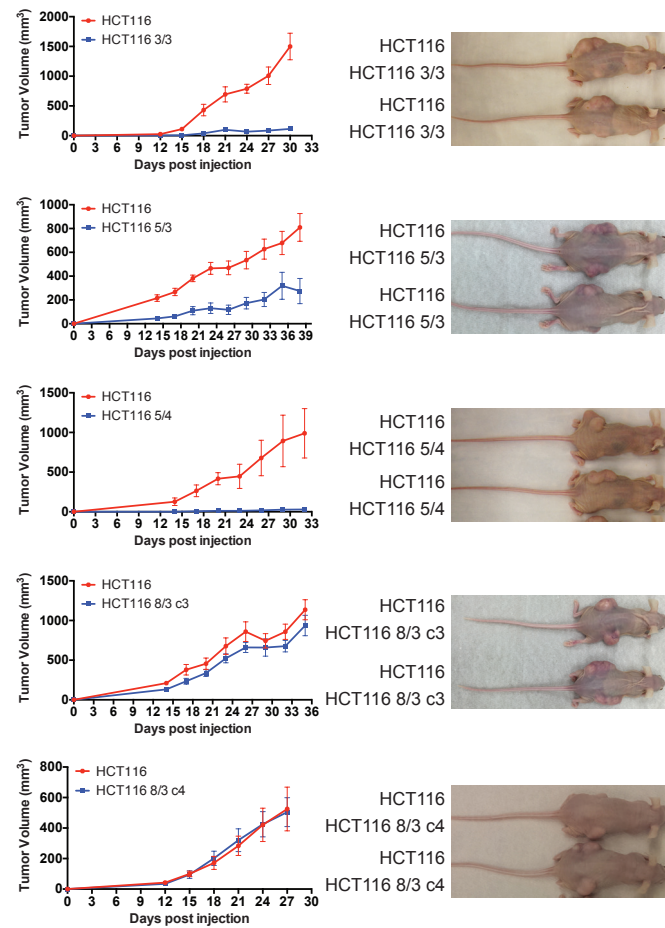 Tumor Volume (mm³)
2000
1500
1000
500
0
HCT116
HCT116 3/3
0 3 6 9 12 15 18 21 24 27 30 33
Days post injection
HCT116
HCT116 3/3
HCT116
HCT116 3/3
Tumor Volume (mm³)
1000
800
600
400
200
0
HCT116
HCT116 5/3
0 3 6 9 12 15 18 21 24 27 30 33 36 39
Days post injection
HCT116
HCT116 5/3
HCT116
HCT116 5/3
Tumor Volume (mm³)
1500
1000
500
0
HCT116
HCT116 5/4
0 3 6 9 12 15 18 21 24 27 30 33
Days post injection
HCT116
HCT116 5/4
HCT116
HCT116 5/4
Tumor Volume (mm³)
1500
1000
500
0
HCT116
HCT116 8/3 c3
0 3 6 9 12 15 18 21 24 27 30 33 36
Days post injection
HCT116
HCT116 8/3 c3
HCT116
HCT116 8/3 c3
Tumor Volume (mm³)
800
600
400
200
0
HCT116
HCT116 8/3 c4
0 3 6 9 12 15 18 21 24 27 30
Days post injection
HCT116
HCT116 8/3 c4
HCT116
HCT116 8/3 c4